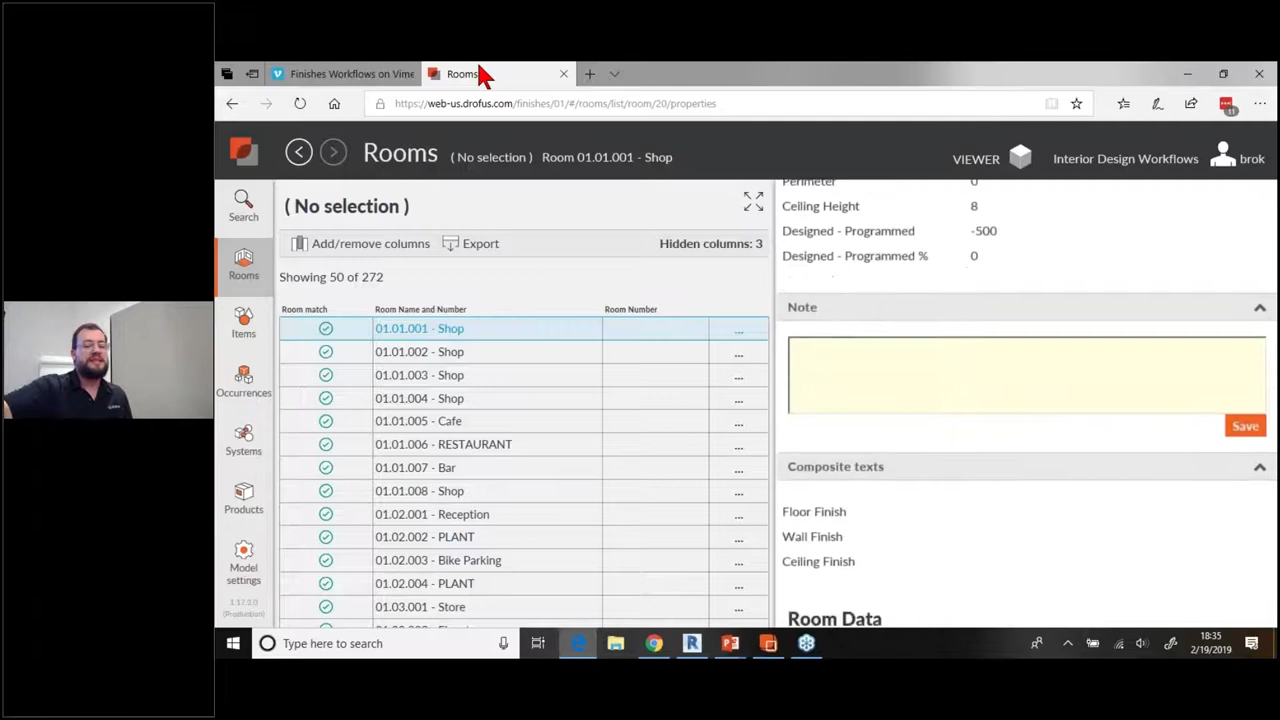 Finishes Workflows on Vime
Rooms
https://web-us.drofus.com/finishes/01/#/rooms/list/room/20/properties
11
Rooms
( No selection )
Room 01.01.001 - Shop
VIEWER
Interior Design Workflows
brok
Search
Rooms
Items
Occurrences
Systems
Products
Model
settings
1.17.2.0
(Production)
( No selection )
Add/remove columns
Export
Hidden columns: 3
Showing 50 of 272
Room match
Room Name and Number
Room Number
01.01.001 - Shop
...
01.01.002 - Shop
...
01.01.003 - Shop
...
01.01.004 - Shop
...
01.01.005 - Cafe
...
01.01.006 - RESTAURANT
...
01.01.007 - Bar
...
01.01.008 - Shop
...
01.02.001 - Reception
...
01.02.002 - PLANT
...
01.02.003 - Bike Parking
...
01.02.004 - PLANT
...
01.03.001 - Store
...
Perimeter 0
Ceiling Height 8
Designed - Programmed -500
Designed - Programmed % 0
Note
Save
Composite texts
Floor Finish
Wall Finish
Ceiling Finish
Room Data
Type here to search
18:35
2/19/2019